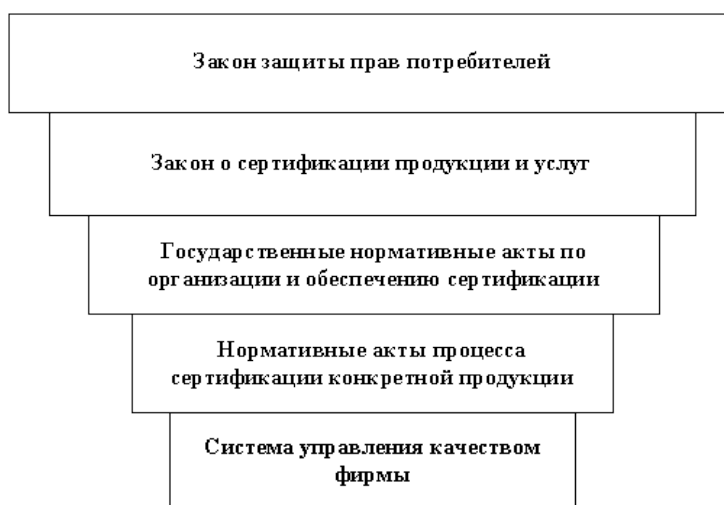 Закон защиты прав потребителей
Закон о сертификации продукции и услуг
Государственные нормативные акты по
организации и обеспечению сертификации
Нормативные акты процесса
сертификации конкретной продукции
Система управления качеством
фирмы